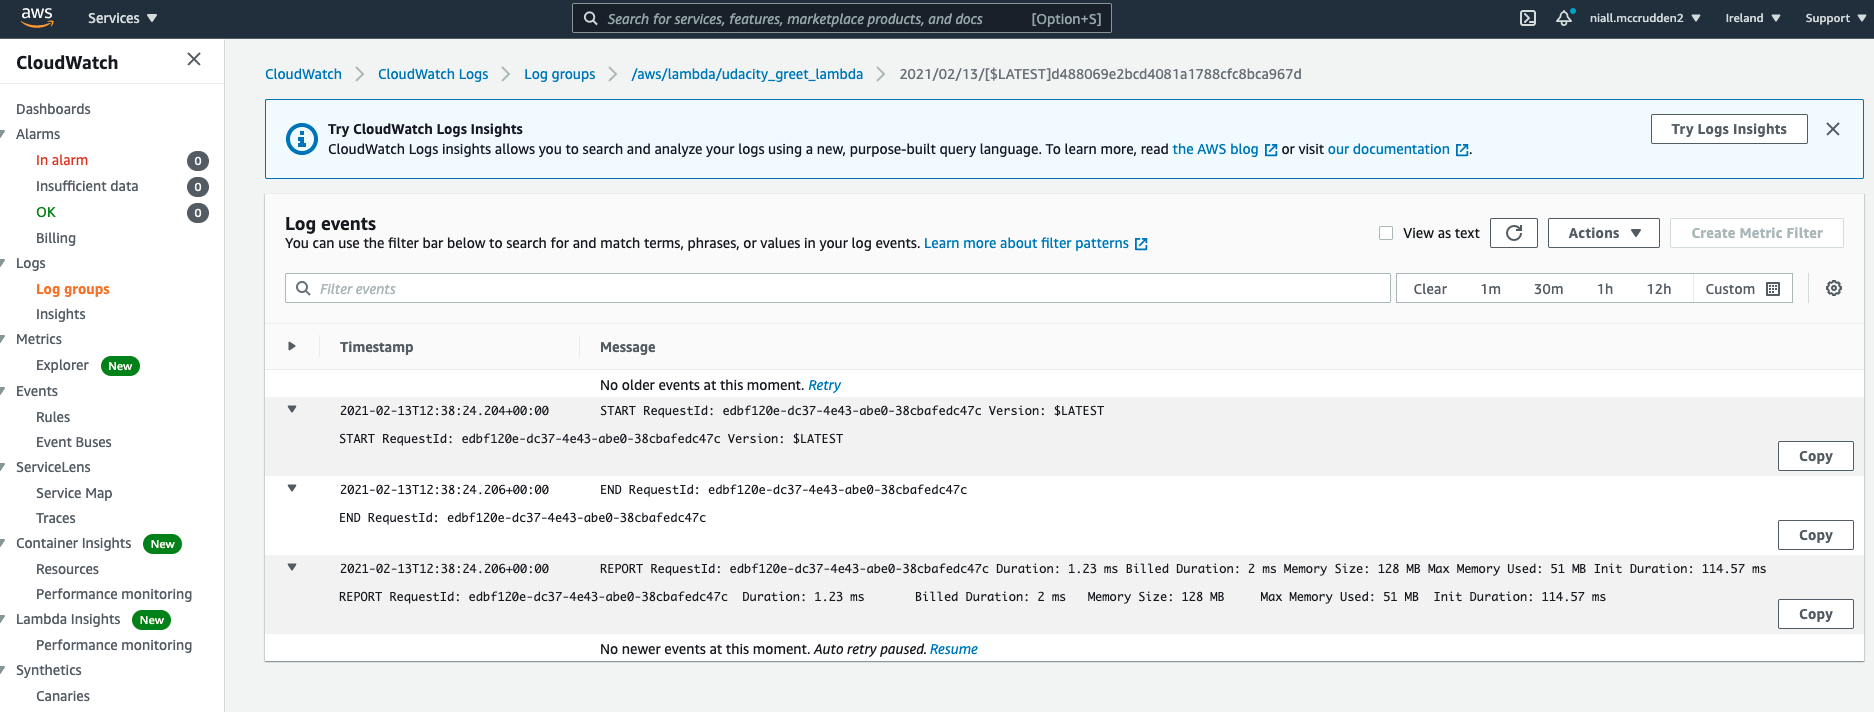 aws Services Search for services, features, marketplace products, and docs [Option+S] niall.mccrudden2 Ireland Support
CloudWatch
Dashboards
Alarms
In alarm 0
Insufficient data 0
OK 0
Billing
Logs
Log groups
Insights
Metrics
Explorer New
Events
Rules
Event Buses
ServiceLens
Service Map
Traces
Container Insights New
Resources
Performance monitoring
Lambda Insights New
Performance monitoring
Synthetics
Canaries
CloudWatch CloudWatch Logs Log groups /aws/lambda/udacity_greet_lambda 2021/02/13/[$LATEST]d488069e2bcd4081a1788cfc8bca967d
Try CloudWatch Logs Insights
CloudWatch Logs insights allows you to search and analyze your logs using a new, purpose-built query language. To learn more, read the AWS blog or visit our documentation.
Try Logs Insights
Log events
You can use the filter bar below to search for and match terms, phrases, or values in your log events. Learn more about filter patterns
View as text Actions Create Metric Filter
Filter events Clear 1m 30m 1h 12h Custom
Timestamp Message
No older events at this moment. Retry
2021-02-13T12:38:24.204+00:00 START RequestId: edbf120e-dc37-4e43-abe0-38cbafedc47c Version: $LATEST
START RequestId: edbf120e-dc37-4e43-abe0-38cbafedc47c Version: $LATEST
Copy
2021-02-13T12:38:24.206+00:00 END RequestId: edbf120e-dc37-4e43-abe0-38cbafedc47c
END RequestId: edbf120e-dc37-4e43-abe0-38cbafedc47c
Copy
2021-02-13T12:38:24.206+00:00 REPORT RequestId: edbf120e-dc37-4e43-abe0-38cbafedc47c Duration: 1.23 ms Billed Duration: 2 ms Memory Size: 128 MB Max Memory Used: 51 MB Init Duration: 114.57 ms
REPORT RequestId: edbf120e-dc37-4e43-abe0-38cbafedc47c Duration: 1.23 ms Billed Duration: 2 ms Memory Size: 128 MB Max Memory Used: 51 MB Init Duration: 114.57 ms
Copy
No newer events at this moment. Auto retry paused. Resume